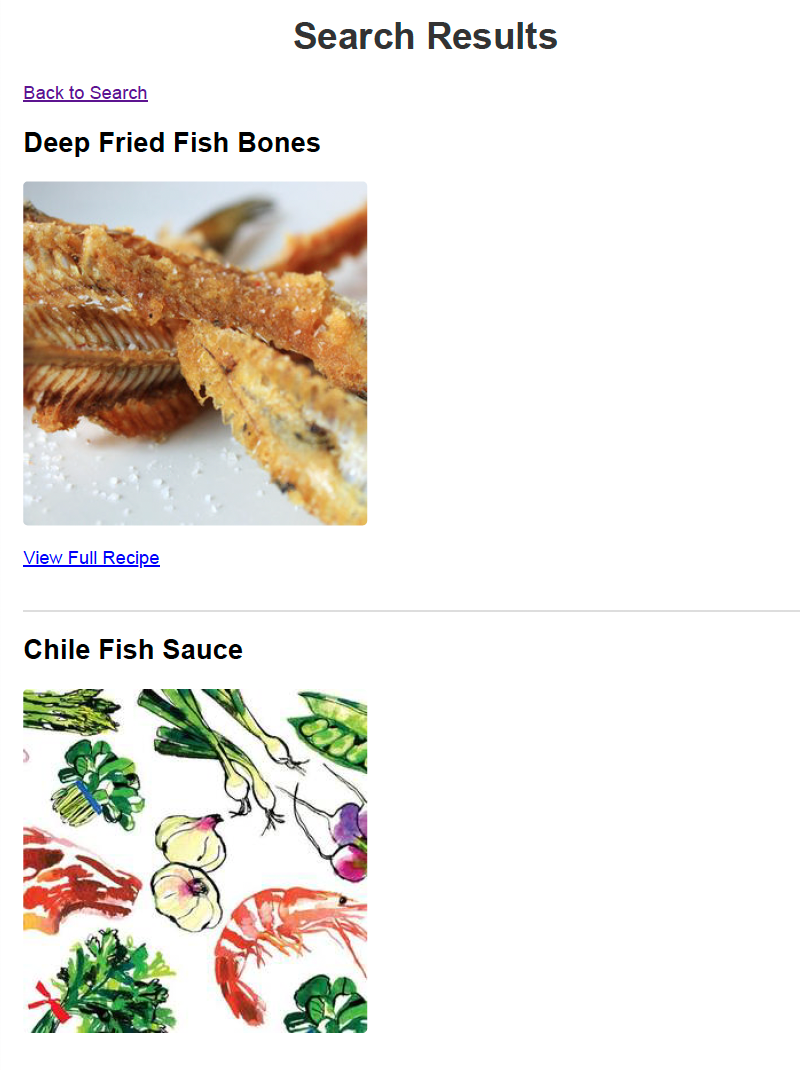 Search Results
Back to Search
Deep Fried Fish Bones
View Full Recipe
Chile Fish Sauce